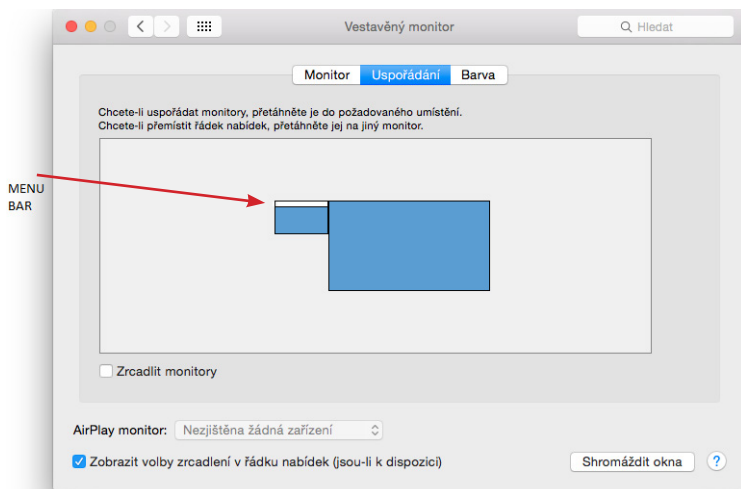 Vestavěný monitor
Hledat
Monitor
Uspořádání
Barva
Chcete-li uspořádat monitory, přetáhněte je do požadovaného umístění.
Chcete-li přemístit řádek nabídek, přetáhněte jej na jiný monitor.
MENU
BAR
Zrcadlit monitory
AirPlay monitor: Nezjištěna žádná zařízení
Zobrazit volby zrcadlení v řádku nabídek (jsou-li k dispozici)
Shromáždit okna
?